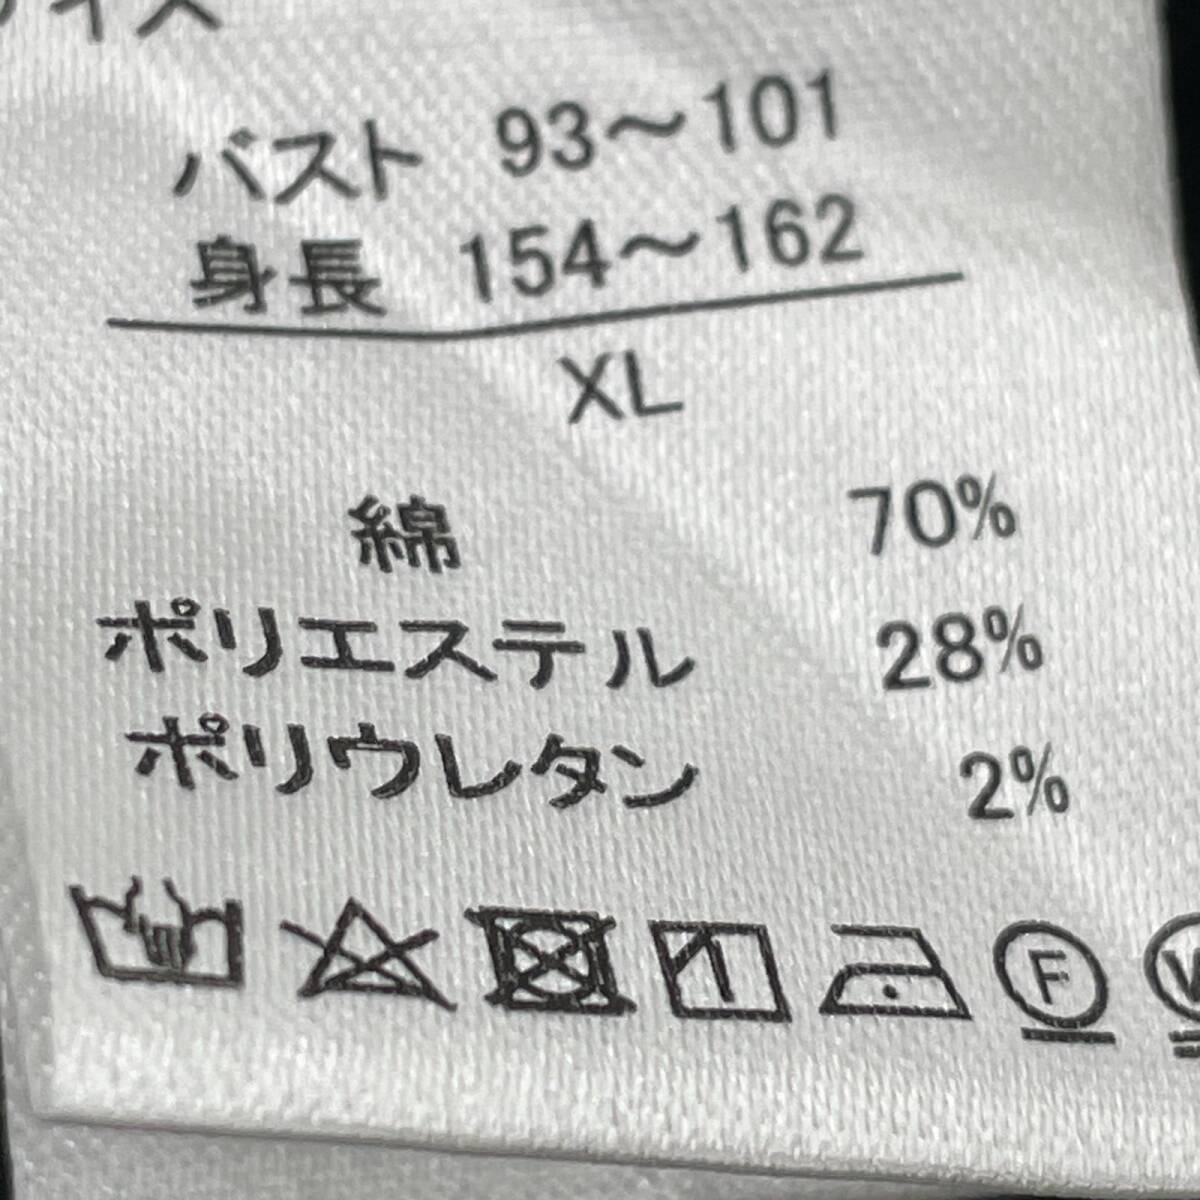 バスト 93〜101
身長 154〜162
XL
綿 70%
ポリエステル 28%
ポリウレタン 2%
F